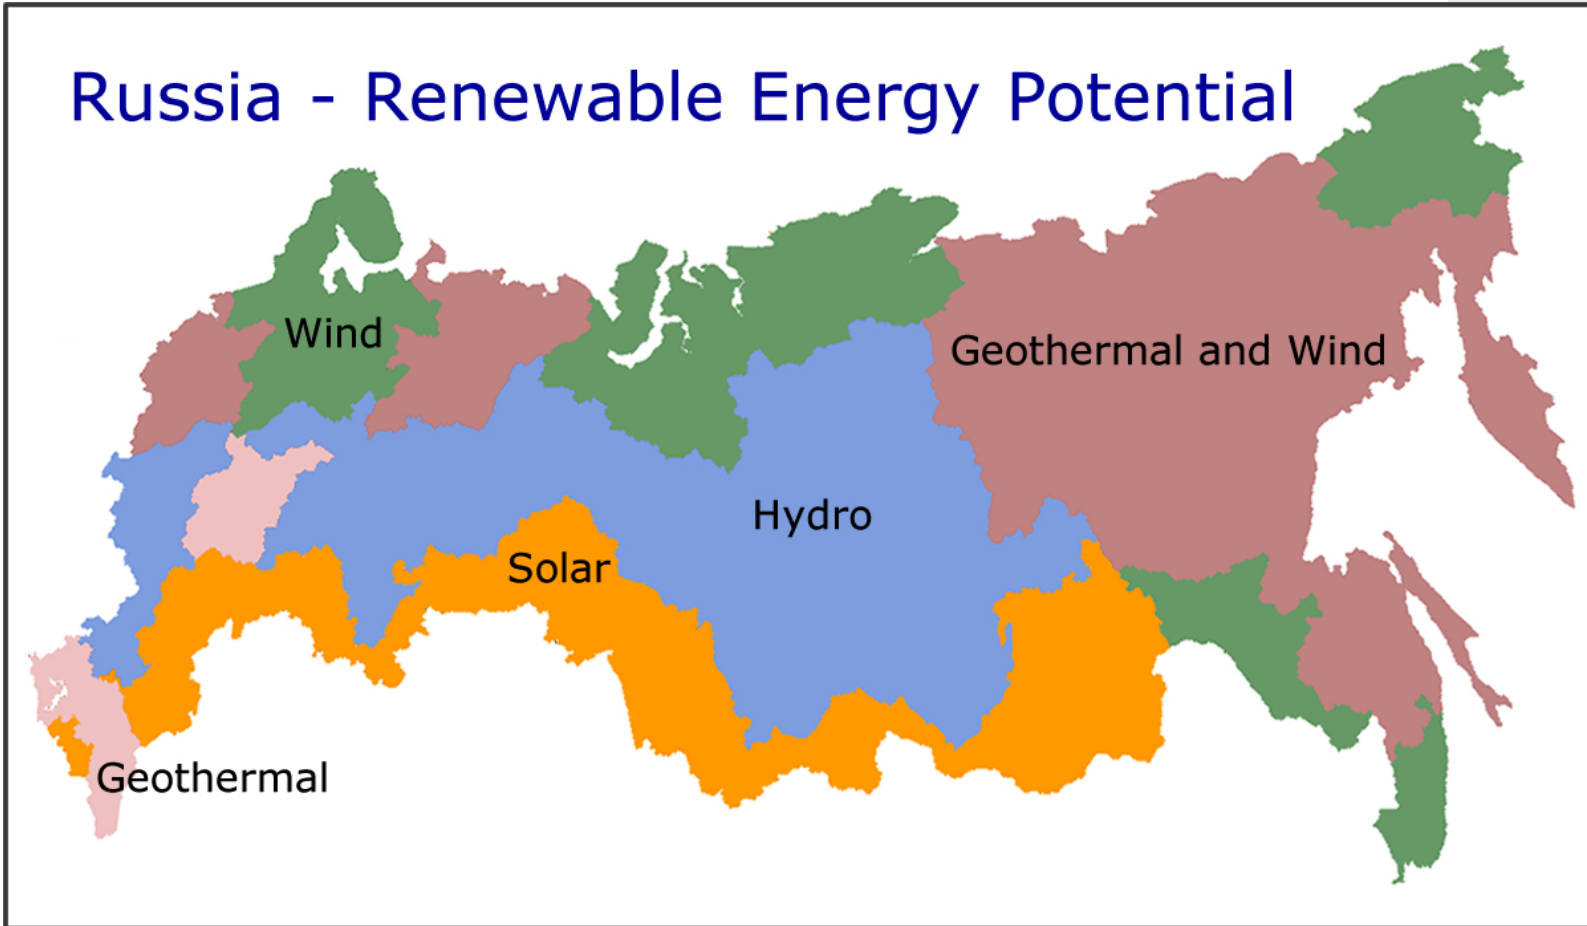 Russia - Renewable Energy Potential
Wind
Geothermal and Wind
Hydro
Solar
Geothermal